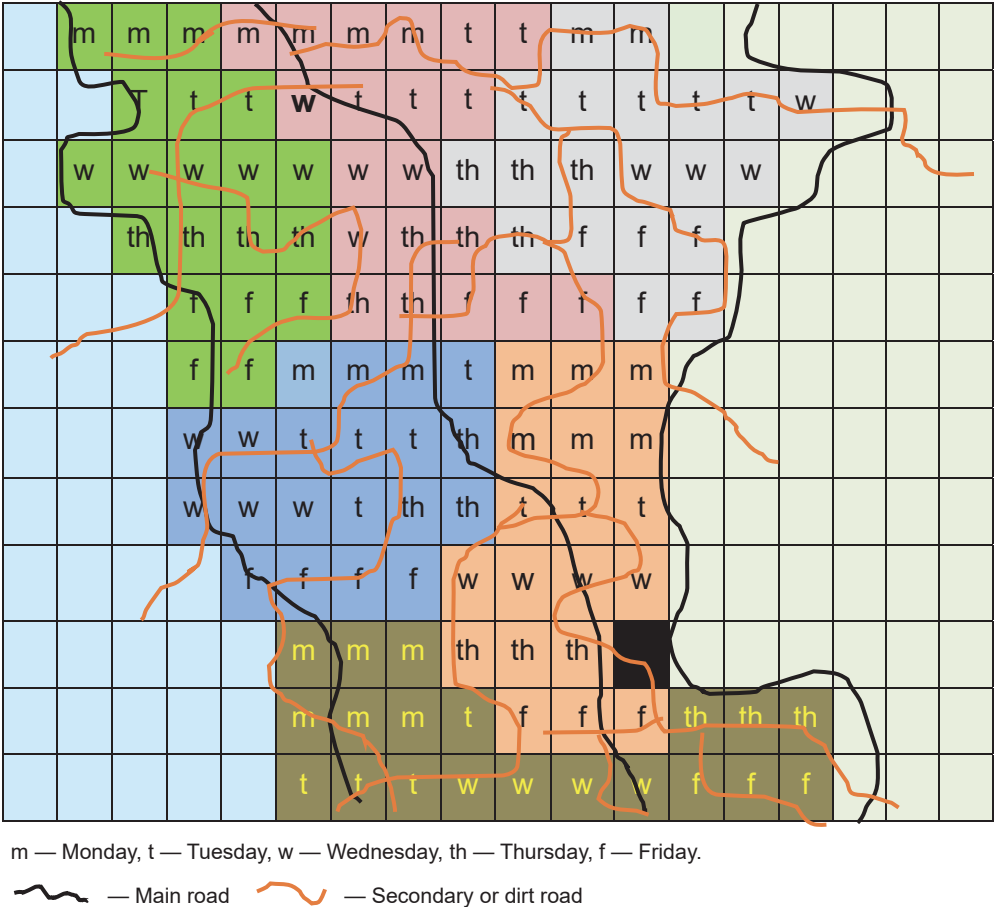 m m m m m m m t t m m
T t t w t t t t t t t t w
w w w w w w w th th th w w w
th th th th w th th th f f f
f f f th th f f f f f
f f m m m t m m m
w w t t t th m m m
w w w t th th t t t
f f f f w w w w
m m m th th th
m m m t f f f th th th
t t t w w w w f f f
m — Monday, t — Tuesday, w — Wednesday, th — Thursday, f — Friday.
— Main road — Secondary or dirt road